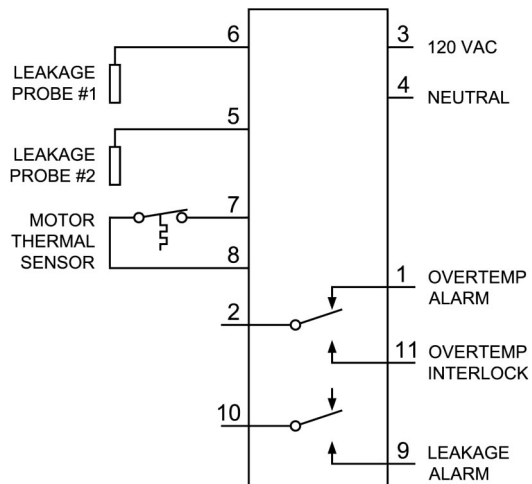 6
3
120 VAC
LEAKAGE
PROBE #1
4
NEUTRAL
5
LEAKAGE
PROBE #2
7
MOTOR
THERMAL
SENSOR
8
1
OVERTEMP
ALARM
2
11
OVERTEMP
INTERLOCK
10
9
LEAKAGE
ALARM